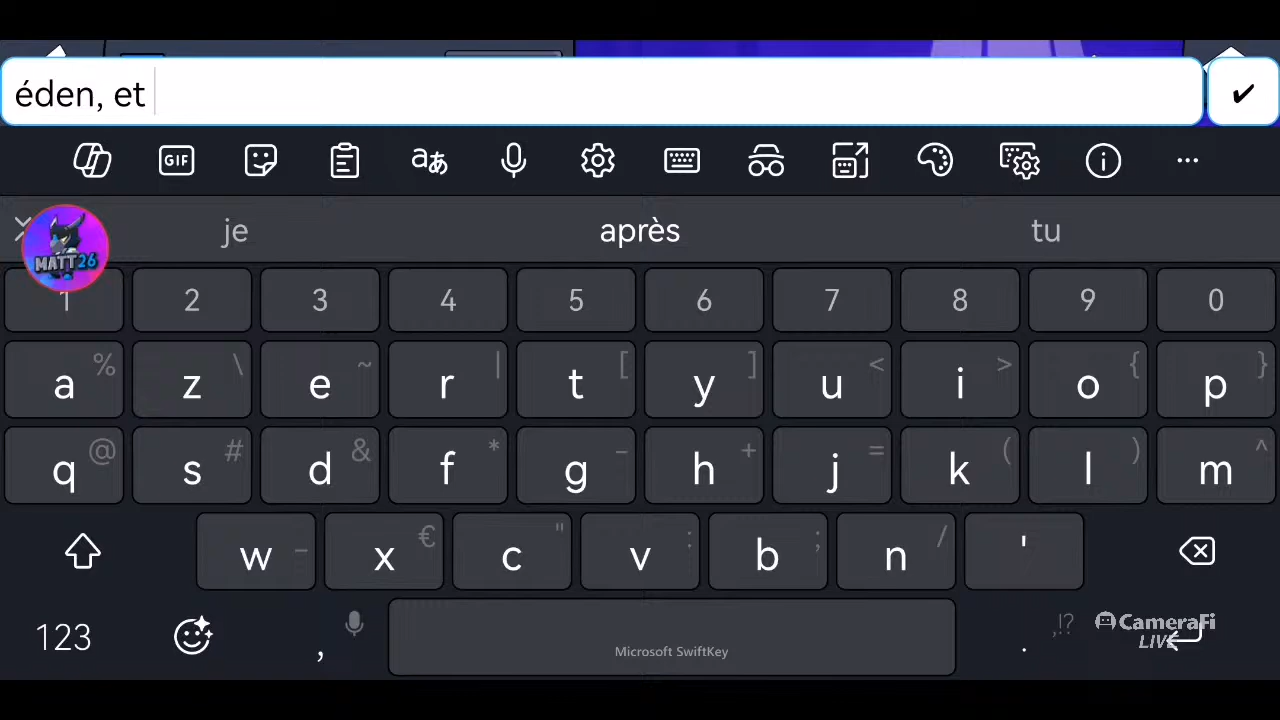 éden, et
✔
GIF
aあ
je après tu
MATT26
1 2 3 4 5 6 7 8 9 0
a % z \ e ~ r | t [ y ] u < i > o { p }
q @ s # d & f * g - h + j = k ( l ) m ^
w _ x € c " v : b ; n / '
123 , Microsoft SwiftKey . ,!?
CameraFi
LIVE